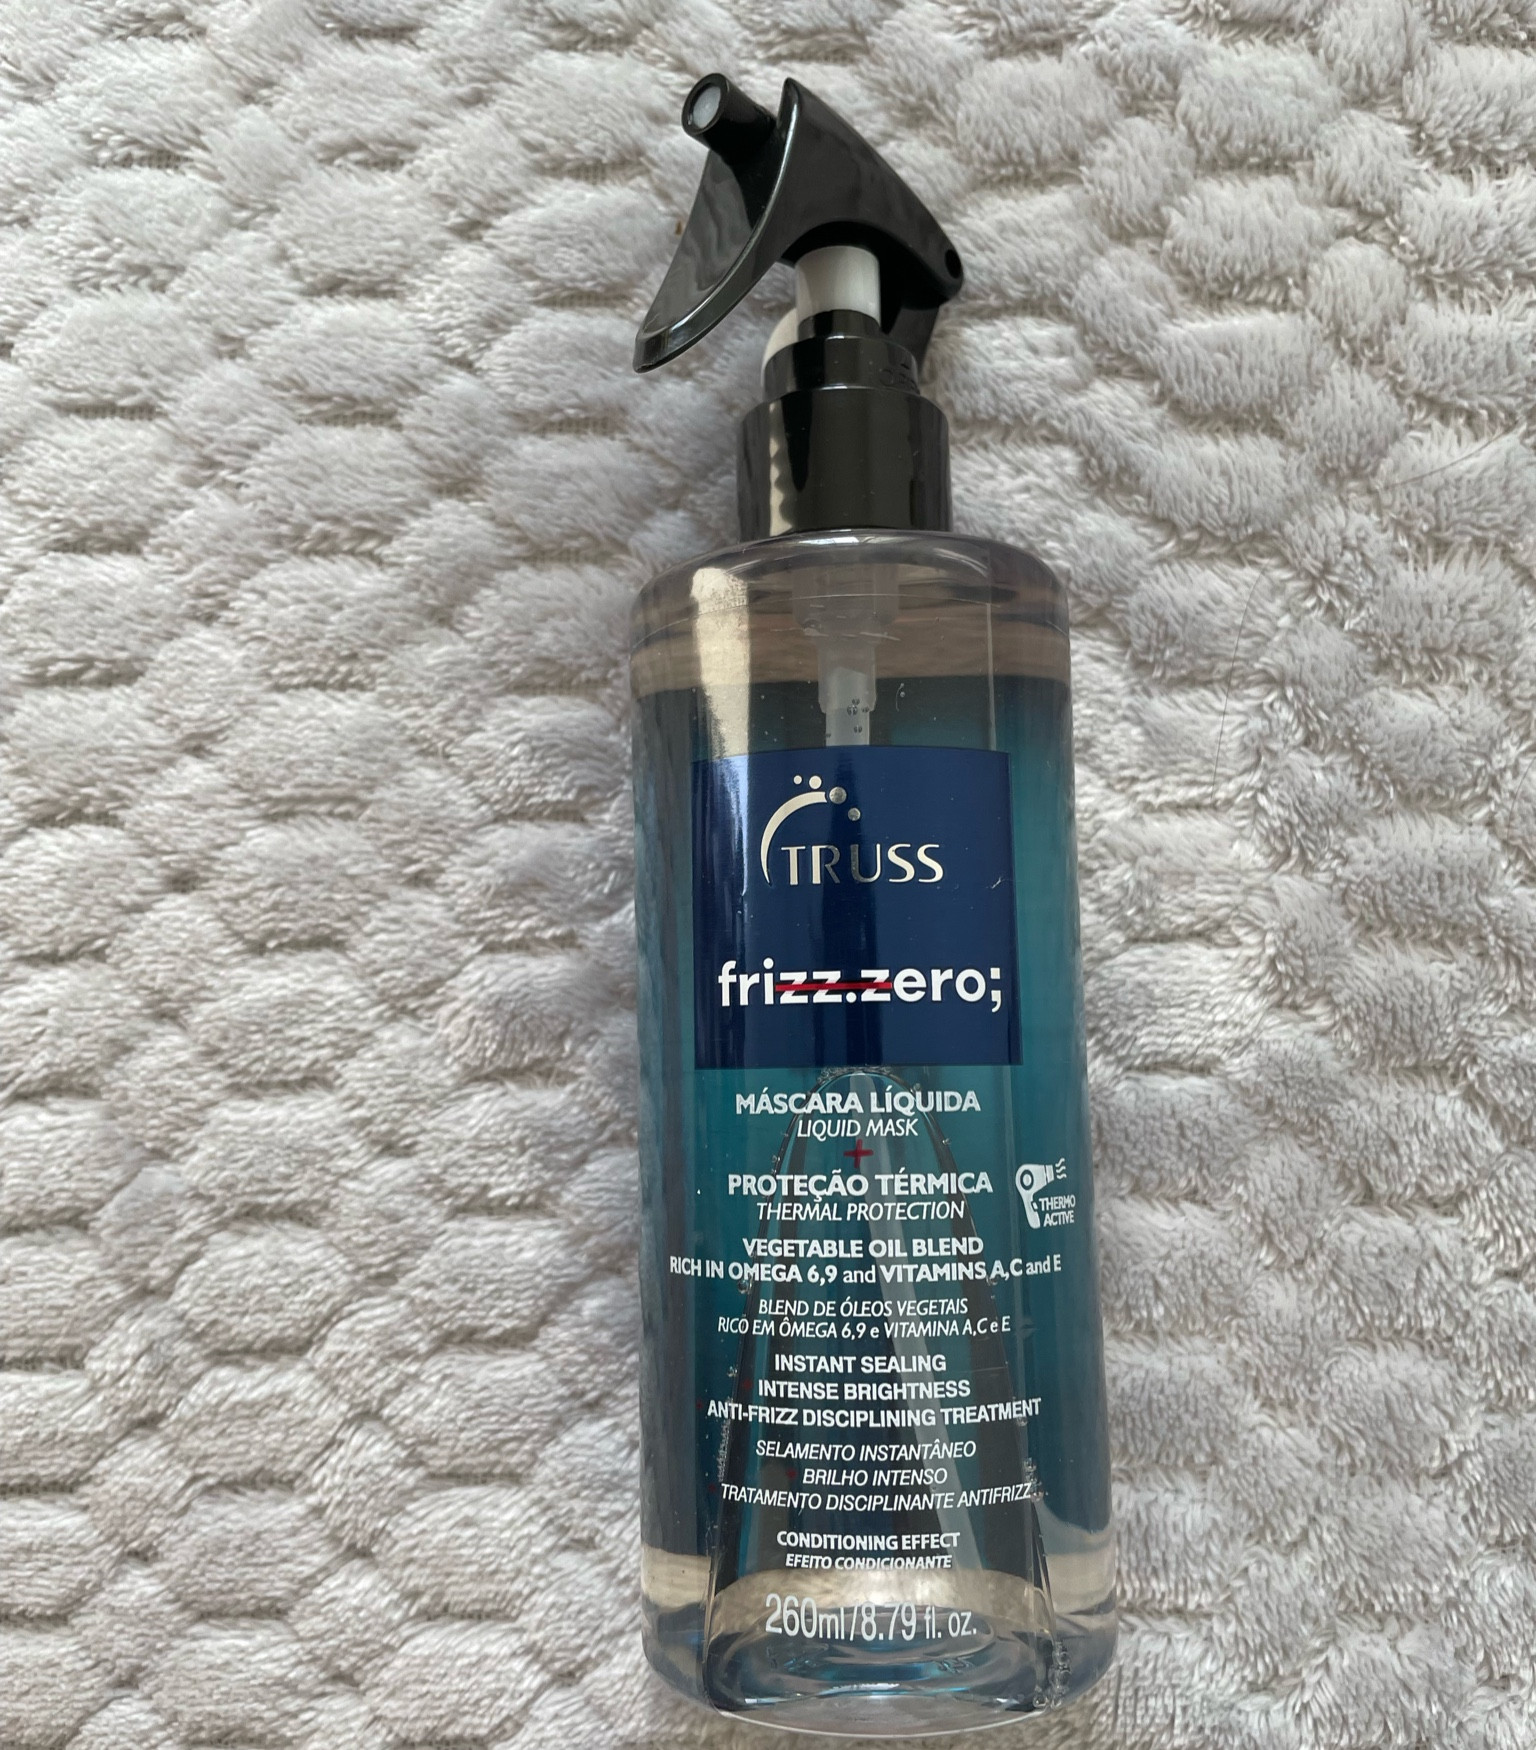 TRUSS
frizz.zero;
MÁSCARA LÍQUIDA
LIQUID MASK
+
PROTEÇÃO TÉRMICA
THERMAL PROTECTION
THERMO
ACTIVE
VEGETABLE OIL BLEND
RICH IN OMEGA 6,9 and VITAMINS A,C and E
BLEND DE ÓLEOS VEGETAIS
RICO EM ÔMEGA 6,9 e VITAMINA A,C e E
INSTANT SEALING
INTENSE BRIGHTNESS
ANTI-FRIZZ DISCIPLINING TREATMENT
SELAMENTO INSTANTÂNEO
BRILHO INTENSO
TRATAMENTO DISCIPLINANTE ANTIFRIZZ
CONDITIONING EFFECT
EFEITO CONDICIONANTE
260ml/8.79 fl. oz.